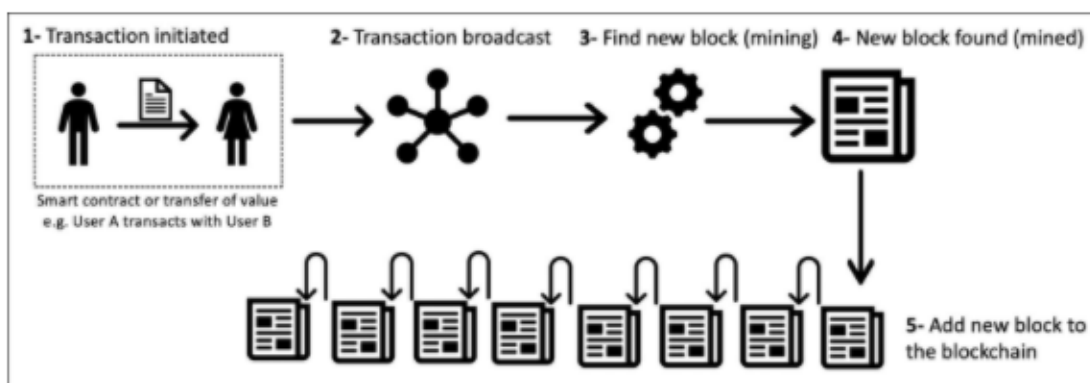 1- Transaction initiated
2- Transaction broadcast
3- Find new block (mining)
4- New block found (mined)
Smart contract or transfer of value
e.g. User A transacts with User B
5- Add new block to
the blockchain